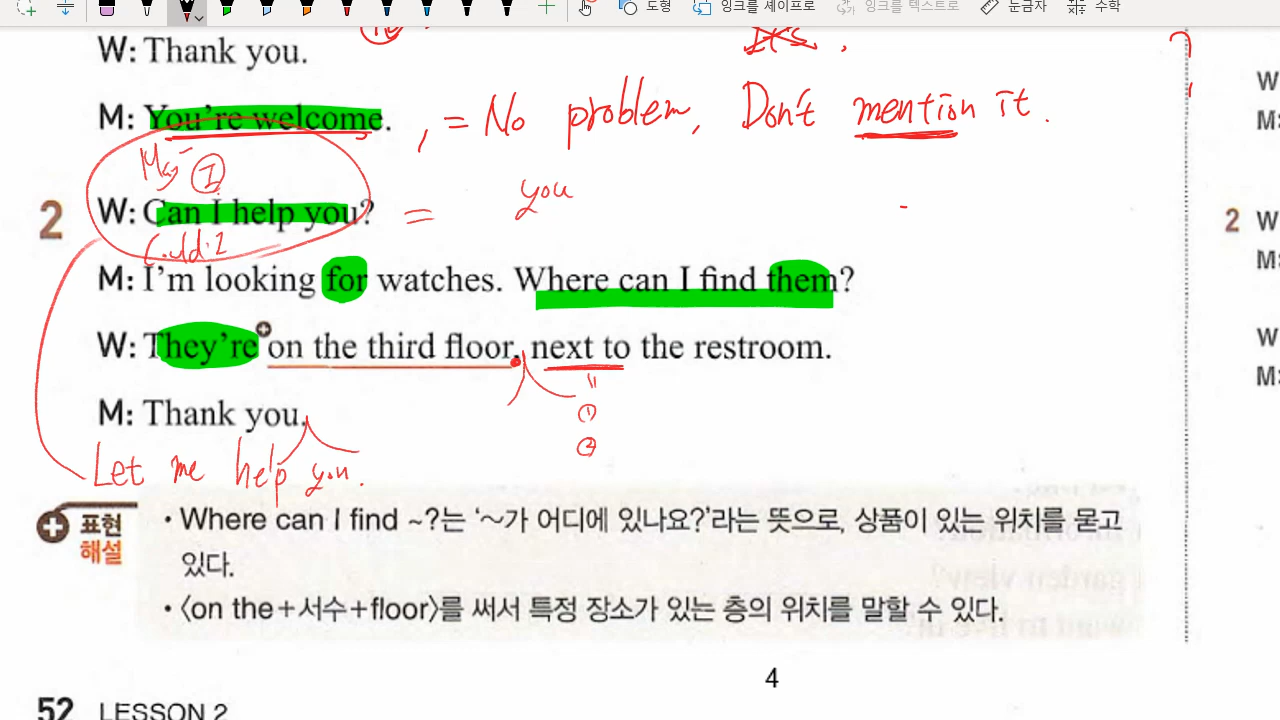 도형 잉크를 셰이프로 잉크를 텍스트로 눈금자 수학
W: Thank you.
M: You're welcome. , = No problem, Don't mention it.
May I
2 W: Can I help you? = you
M: I'm looking for watches. Where can I find them?
W: They're on the third floor, next to the restroom.
①
M: Thank you.
②
Let me help you.
표현 해설
• Where can I find ~?는 '~가 어디에 있나요?'라는 뜻으로, 상품이 있는 위치를 묻고
있다.
• 〈on the+서수+floor〉를 써서 특정 장소가 있는 층의 위치를 말할 수 있다.
4
52 LESSON 2
W
M:
2 W
M:
W
M: